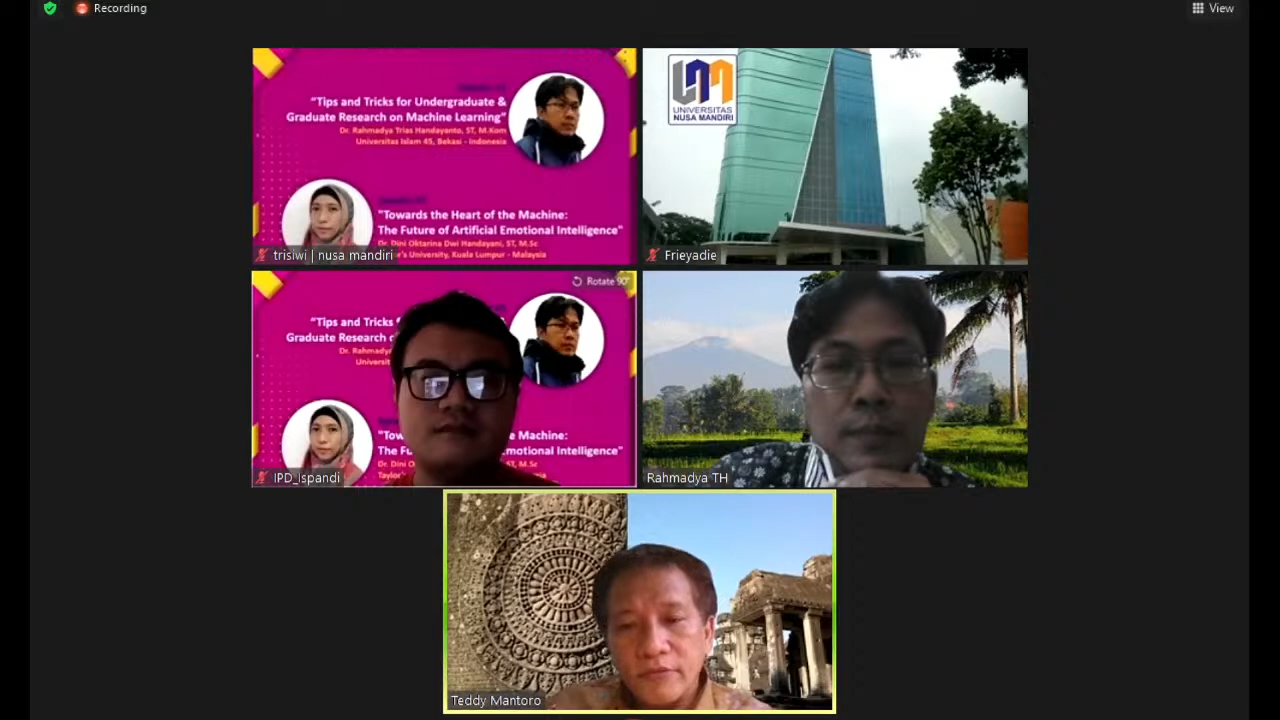 Recording
View
"Tips and Tricks for Undergraduate &
Graduate Research on Machine Learning"
Dr. Rahmadya Trias Handayanto, ST, M.Kom
Universitas Islam 45, Bekasi - Indonesia
"Towards the Heart of the Machine:
The Future of Artificial Emotional Intelligence"
Dr. Dini Oktarina Dwi Handayani, ST, M.Sc
r's University, Kuala Lumpur - Malaysia
trisiwi | nusa mandiri
UNIVERSITAS
NUSA MANDIRI
Frieyadie
Rotate 90°
"Tips and Tricks
Graduate Research
Dr. Rahmadya
Universit
"Tow e Machine:
The Fu Emotional Intelligence"
Dr. Dini O ST, M.Sc
Taylor's
IPD_Ispandi
Rahmadya TH
Teddy Mantoro